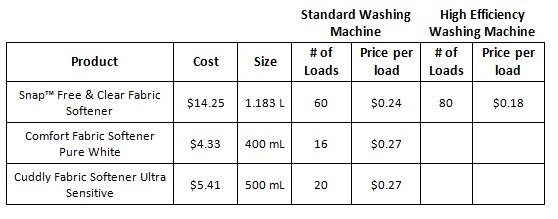 Standard Washing Machine High Efficiency Washing Machine
Product Cost Size # of Loads Price per load # of Loads Price per load
Snap™ Free & Clear Fabric Softener $14.25 1.183 L 60 $0.24 80 $0.18
Comfort Fabric Softener Pure White $4.33 400 mL 16 $0.27
Cuddly Fabric Softener Ultra Sensitive $5.41 500 mL 20 $0.27